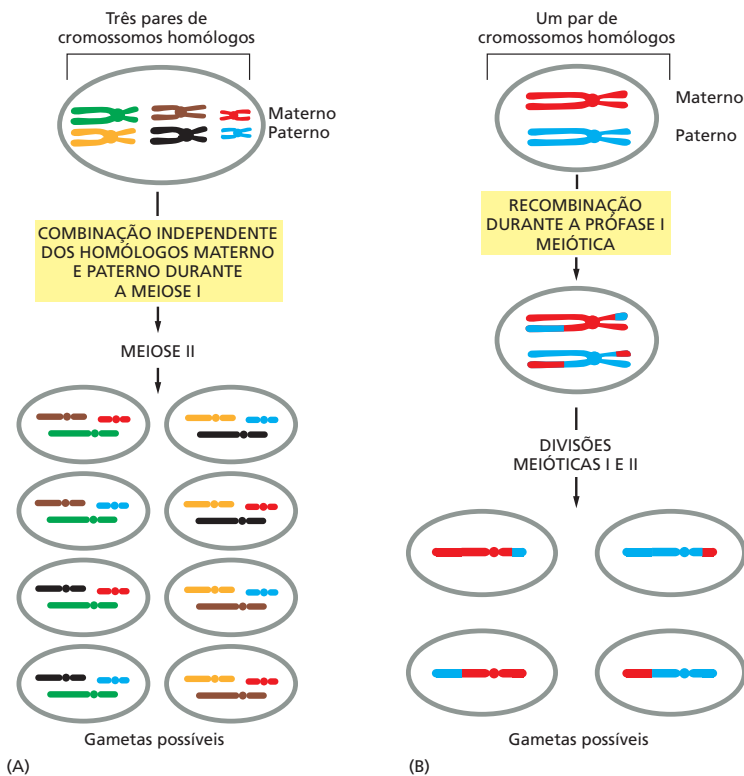 Três pares de
cromossomos homólogos
Materno
Paterno
COMBINAÇÃO INDEPENDENTE
DOS HOMÓLOGOS MATERNO
E PATERNO DURANTE
A MEIOSE I
MEIOSE II
Gametas possíveis
(A)
Um par de
cromossomos homólogos
Materno
Paterno
RECOMBINAÇÃO
DURANTE A PRÓFASE I
MEIÓTICA
DIVISÕES
MEIÓTICAS I E II
Gametas possíveis
(B)